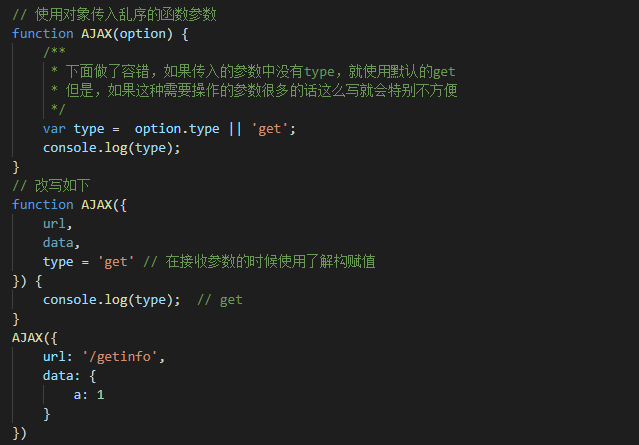 // 使用对象传入乱序的函数参数
function AJAX(option) {
    /**
     * 下面做了容错，如果传入的参数中没有type，就使用默认的get
     * 但是，如果这种需要操作的参数很多的话这么写就会特别不方便
     */
    var type =  option.type || 'get';
    console.log(type);
}
// 改写如下
function AJAX({
    url,
    data,
    type = 'get' // 在接收参数的时候使用了解构赋值
}) {
    console.log(type);  // get
}
AJAX({
    url: '/getinfo',
    data: {
        a: 1
    }
})